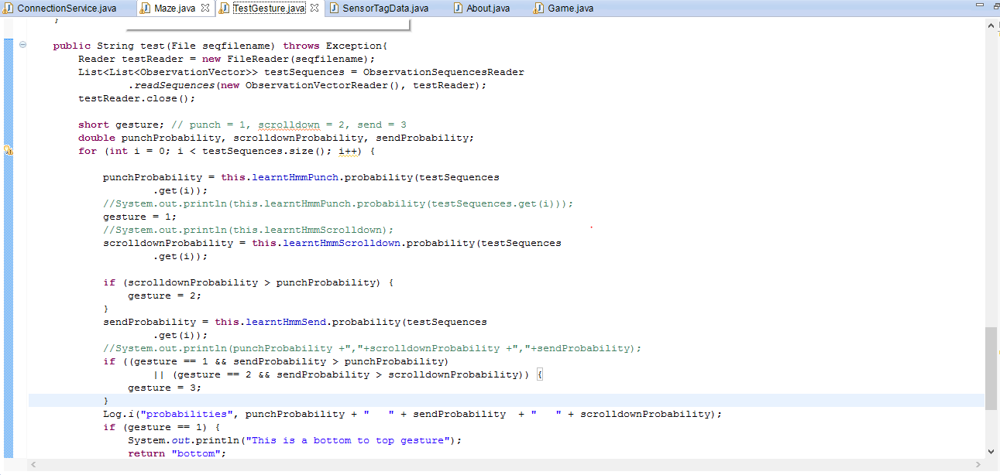 ConnectionService.java Maze.java TestGesture.java SensorTagData.java About.java Game.java
}
public String test(File seqfilename) throws Exception{
Reader testReader = new FileReader(seqfilename);
List<List<ObservationVector>> testSequences = ObservationSequencesReader
.readSequences(new ObservationVectorReader(), testReader);
testReader.close();
short gesture; // punch = 1, scrolldown = 2, send = 3
double punchProbability, scrolldownProbability, sendProbability;
for (int i = 0; i < testSequences.size(); i++) {
punchProbability = this.learntHmmPunch.probability(testSequences
.get(i));
//System.out.println(this.learntHmmPunch.probability(testSequences.get(i)));
gesture = 1;
//System.out.println(this.learntHmmScrolldown);
scrolldownProbability = this.learntHmmScrolldown.probability(testSequences
.get(i));
if (scrolldownProbability > punchProbability) {
gesture = 2;
}
sendProbability = this.learntHmmSend.probability(testSequences
.get(i));
//System.out.println(punchProbability +","+scrolldownProbability +","+sendProbability);
if ((gesture == 1 && sendProbability > punchProbability)
|| (gesture == 2 && sendProbability > scrolldownProbability)) {
gesture = 3;
}
Log.i("probabilities", punchProbability + "   " + sendProbability  + "   " + scrolldownProbability);
if (gesture == 1) {
System.out.println("This is a bottom to top gesture");
return "bottom";